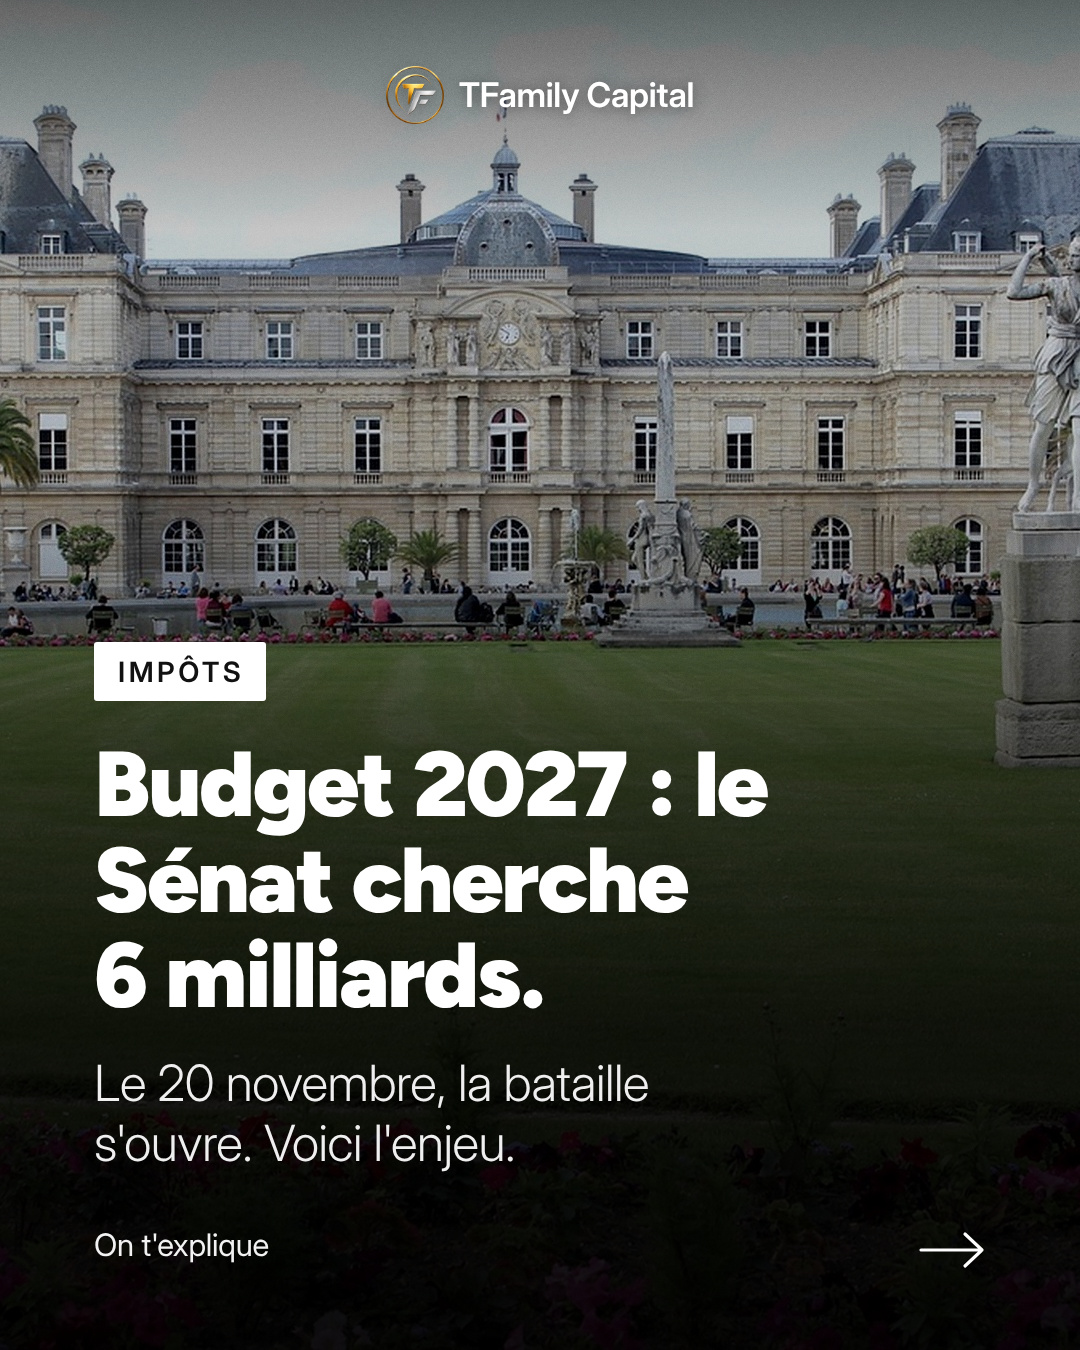 TF TFamily Capital
IMPÔTS
Budget 2027 : le
Sénat cherche
6 milliards.
Le 20 novembre, la bataille
s'ouvre. Voici l'enjeu.
On t'explique